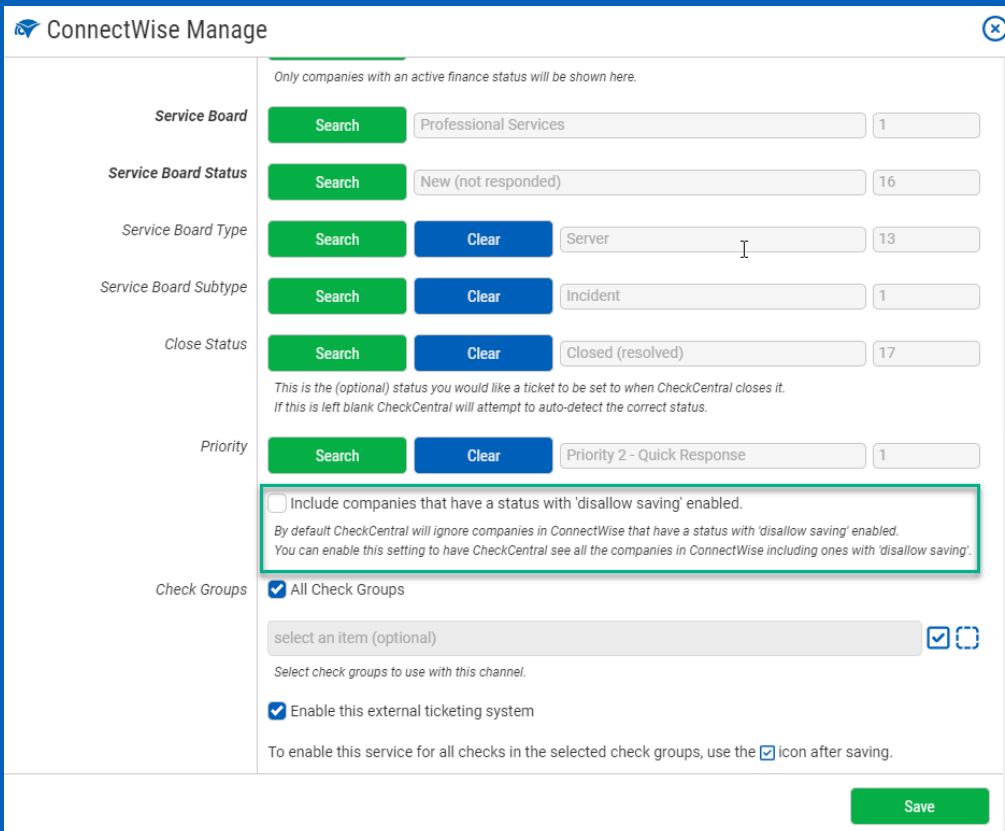 ConnectWise Manage
Only companies with an active finance status will be shown here.
Service Board Search Professional Services 1
Service Board Status Search New (not responded) 16
Service Board Type Search Clear Server 13
Service Board Subtype Search Clear Incident 1
Close Status Search Clear Closed (resolved) 17
This is the (optional) status you would like a ticket to be set to when CheckCentral closes it.
If this is left blank CheckCentral will attempt to auto-detect the correct status.
Priority Search Clear Priority 2 - Quick Response 1
Include companies that have a status with 'disallow saving' enabled.
By default CheckCentral will ignore companies in ConnectWise that have a status with 'disallow saving' enabled.
You can enable this setting to have CheckCentral see all the companies in ConnectWise including ones with 'disallow saving'.
Check Groups All Check Groups
select an item (optional)
Select check groups to use with this channel.
Enable this external ticketing system
To enable this service for all checks in the selected check groups, use the icon after saving.
Save